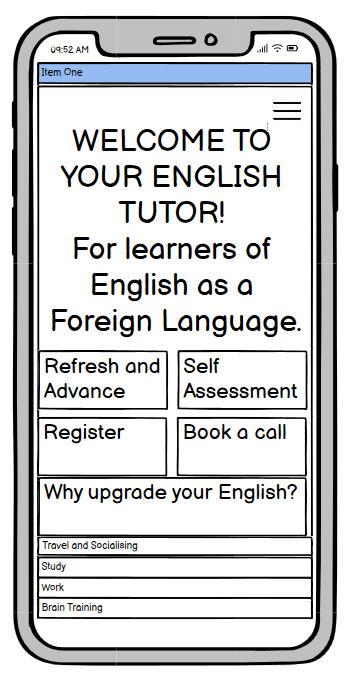 09:52 AM
Item One
WELCOME TO
YOUR ENGLISH
TUTOR!
For learners of
English as a
Foreign Language.
Refresh and
Advance
Self
Assessment
Register
Book a call
Why upgrade your English?
Travel and Socialising
Study
Work
Brain Training